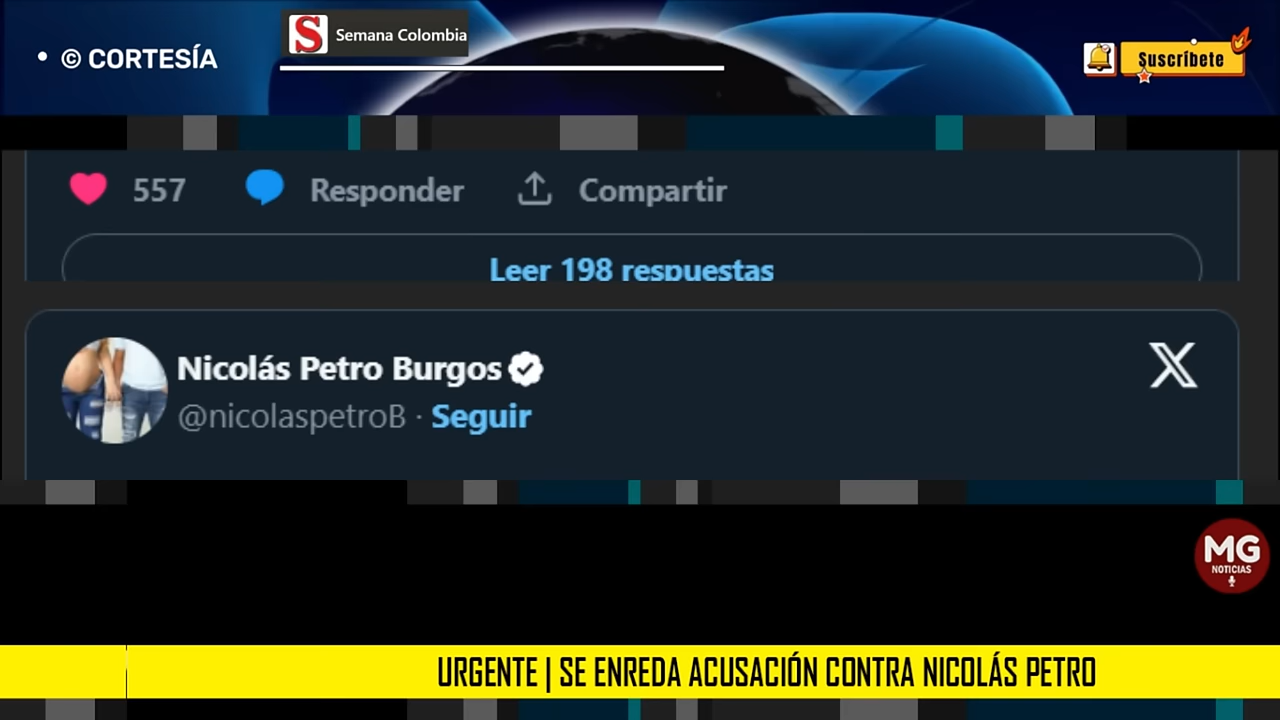 • © CORTESÍA
S Semana Colombia
Suscríbete
557 Responder Compartir
Leer 198 respuestas
Nicolás Petro Burgos
@nicolaspetroB · Seguir
X
MG
NOTICIAS
URGENTE | SE ENREDA ACUSACIÓN CONTRA NICOLÁS PETRO